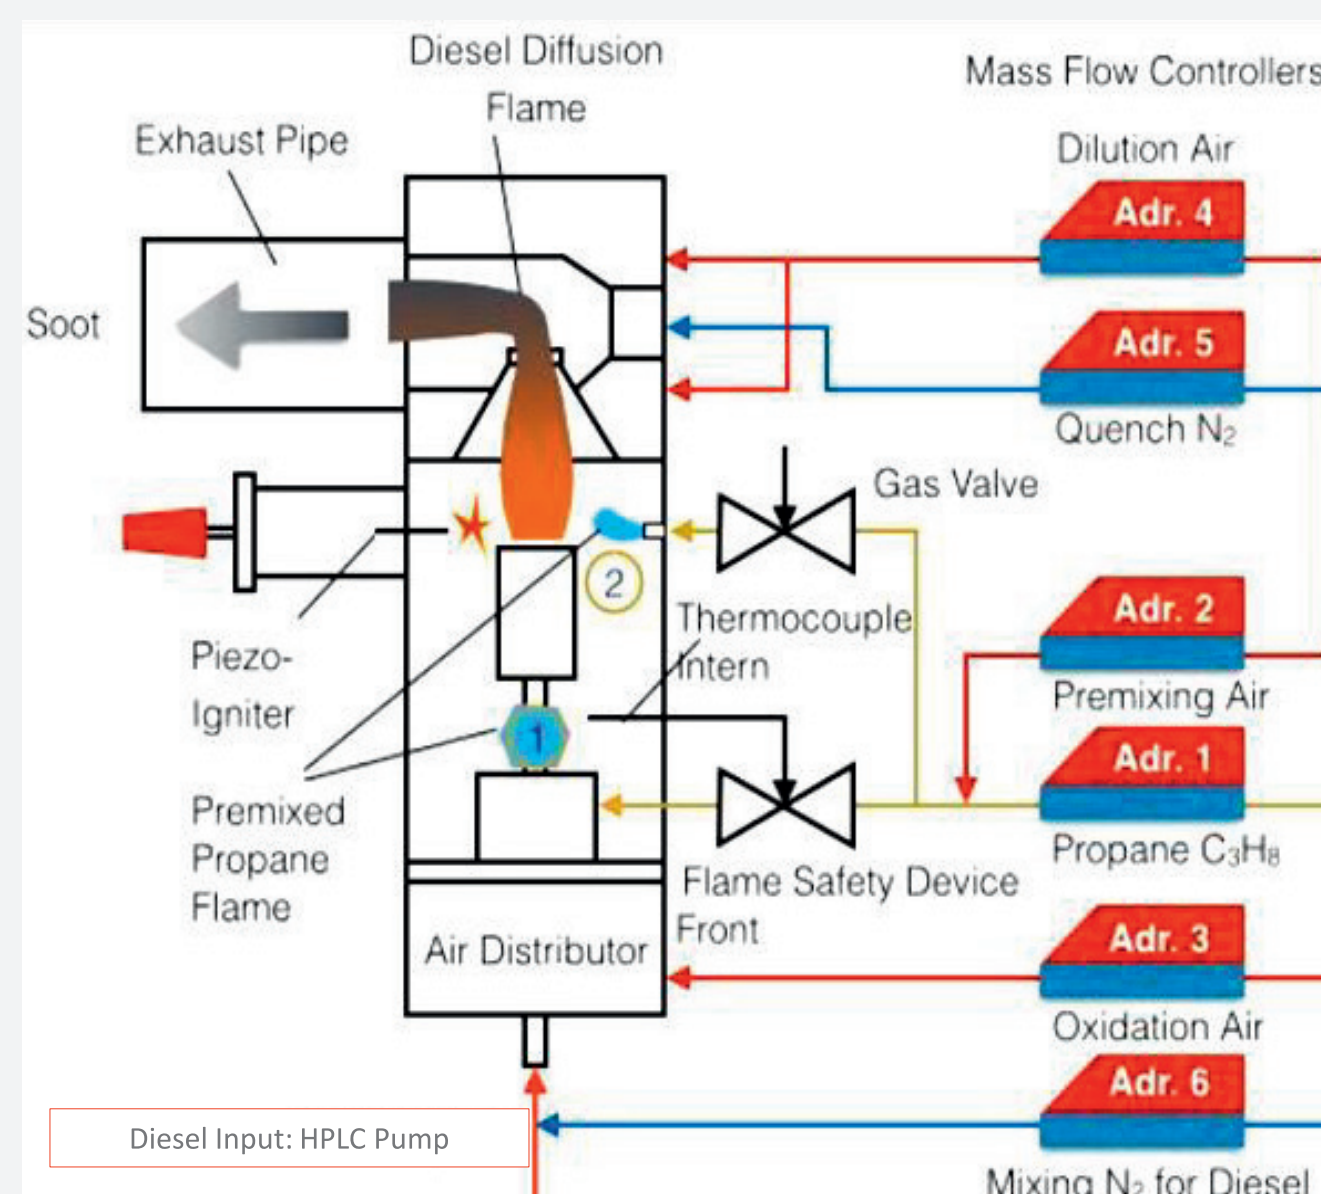 Diesel Diffusion
Flame
Mass Flow Controllers
Exhaust Pipe
Dilution Air
Adr. 4
Soot
Adr. 5
Quench N₂
Gas Valve
2
Adr. 2
Thermocouple
Intern
Piezo-
Igniter
Premixing Air
1
Adr. 1
Premixed
Propane
Flame
Propane C₃H₈
Flame Safety Device
Front
Adr. 3
Air Distributor
Oxidation Air
Adr. 6
Diesel Input: HPLC Pump
Mixing N₂ for Diesel